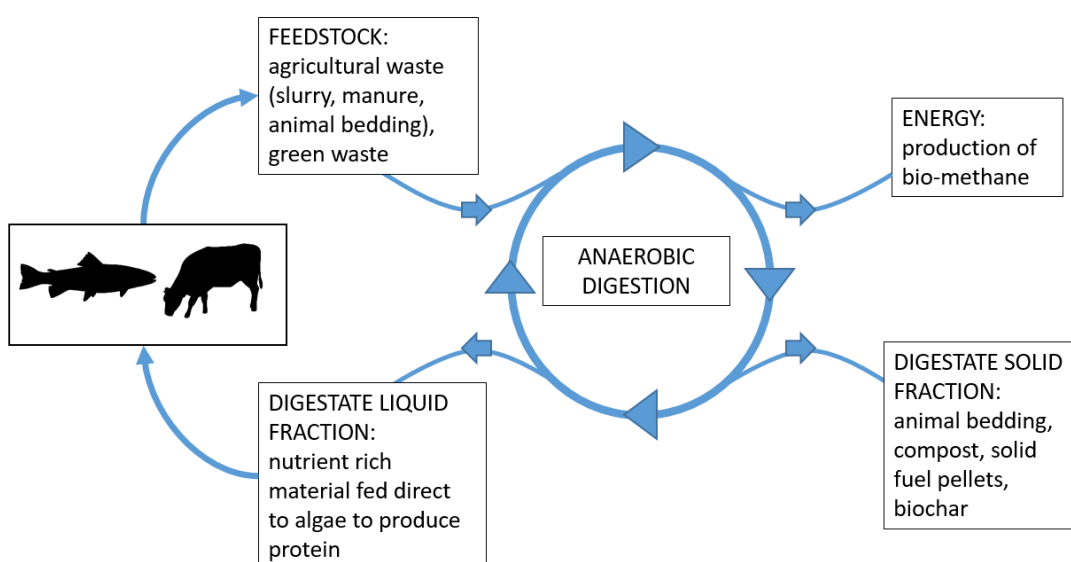 FEEDSTOCK:
agricultural waste
(slurry, manure,
animal bedding),
green waste
ENERGY:
production of
bio-methane
ANAEROBIC
DIGESTION
DIGESTATE LIQUID
FRACTION:
nutrient rich
material fed direct
to algae to produce
protein
DIGESTATE SOLID
FRACTION:
animal bedding,
compost, solid
fuel pellets,
biochar